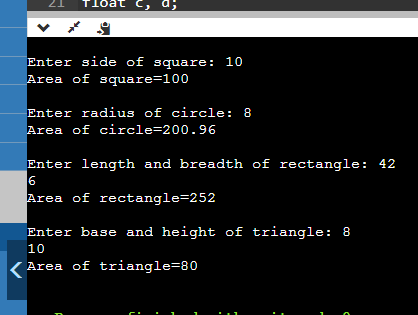 21 float c, d;
Enter side of square: 10
Area of square=100
Enter radius of circle: 8
Area of circle=200.96
Enter length and breadth of rectangle: 42
6
Area of rectangle=252
Enter base and height of triangle: 8
10
Area of triangle=80